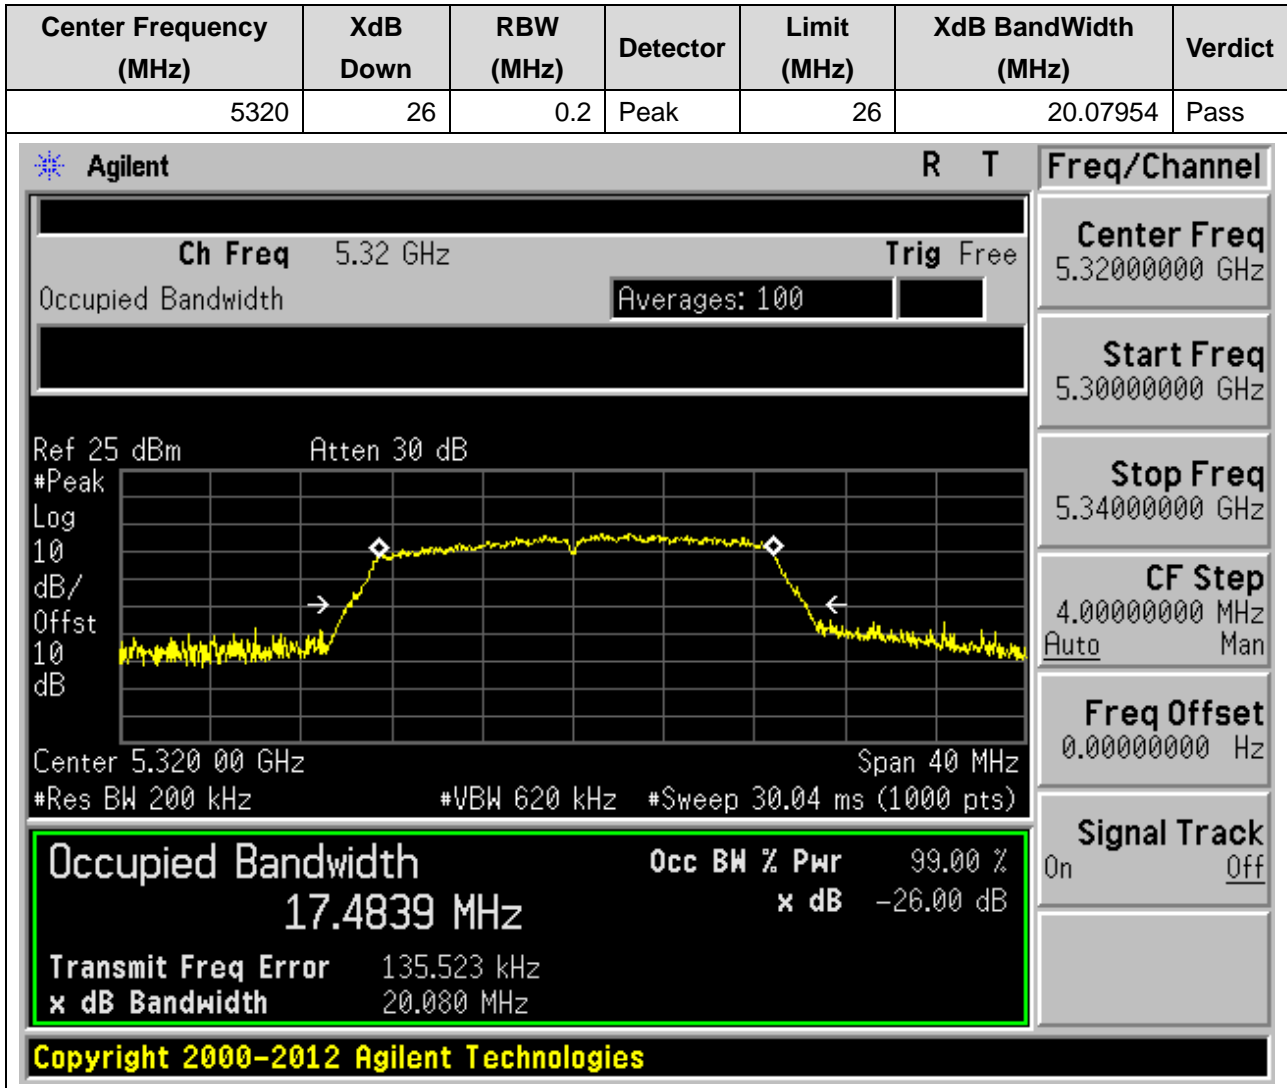 Center Frequency (MHz) XdB Down RBW (MHz) Detector Limit (MHz) XdB BandWidth (MHz) Verdict
5320 26 0.2 Peak 26 20.07954 Pass
Agilent R T Freq/Channel
Ch Freq 5.32 GHz Trig Free
Occupied Bandwidth Averages: 100
Center Freq
5.32000000 GHz
Start Freq
5.30000000 GHz
Stop Freq
5.34000000 GHz
CF Step
4.00000000 MHz
Auto Man
Freq Offset
0.00000000 Hz
Signal Track
On Off
Ref 25 dBm Atten 30 dB
#Peak
Log
10
dB/
Offst
10
dB
Center 5.320 00 GHz Span 40 MHz
#Res BW 200 kHz #VBW 620 kHz #Sweep 30.04 ms (1000 pts)
Occupied Bandwidth Occ BW % Pwr 99.00 %
17.4839 MHz x dB -26.00 dB
Transmit Freq Error 135.523 kHz
x dB Bandwidth 20.080 MHz
Copyright 2000-2012 Agilent Technologies